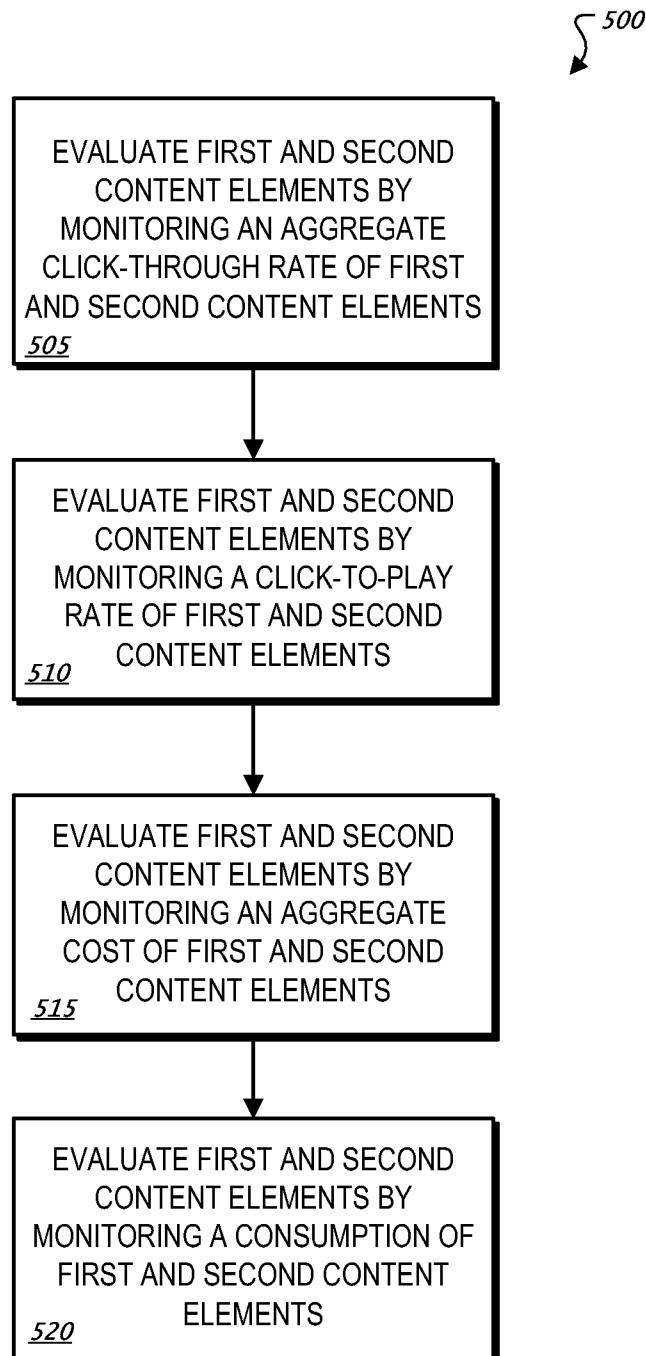 500
EVALUATE FIRST AND SECOND
CONTENT ELEMENTS BY
MONITORING AN AGGREGATE
CLICK-THROUGH RATE OF FIRST
AND SECOND CONTENT ELEMENTS
505
EVALUATE FIRST AND SECOND
CONTENT ELEMENTS BY
MONITORING A CLICK-TO-PLAY
RATE OF FIRST AND SECOND
CONTENT ELEMENTS
510
EVALUATE FIRST AND SECOND
CONTENT ELEMENTS BY
MONITORING AN AGGREGATE
COST OF FIRST AND SECOND
CONTENT ELEMENTS
515
EVALUATE FIRST AND SECOND
CONTENT ELEMENTS BY
MONITORING A CONSUMPTION OF
FIRST AND SECOND CONTENT
ELEMENTS
520